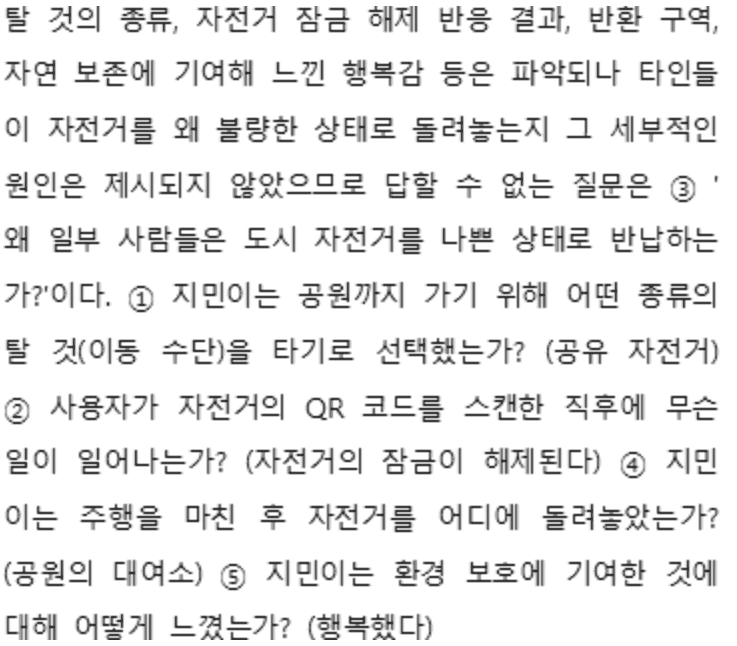 탈 것의 종류, 자전거 잠금 해제 반응 결과, 반환 구역,
자연 보존에 기여해 느낀 행복감 등은 파악되나 타인들
이 자전거를 왜 불량한 상태로 돌려놓는지 그 세부적인
원인은 제시되지 않았으므로 답할 수 없는 질문은 ③ '
왜 일부 사람들은 도시 자전거를 나쁜 상태로 반납하는
가?'이다. ① 지민이는 공원까지 가기 위해 어떤 종류의
탈 것(이동 수단)을 타기로 선택했는가? (공유 자전거)
② 사용자가 자전거의 QR 코드를 스캔한 직후에 무슨
일이 일어나는가? (자전거의 잠금이 해제된다) ④ 지민
이는 주행을 마친 후 자전거를 어디에 돌려놓았는가?
(공원의 대여소) ⑤ 지민이는 환경 보호에 기여한 것에
대해 어떻게 느꼈는가? (행복했다)